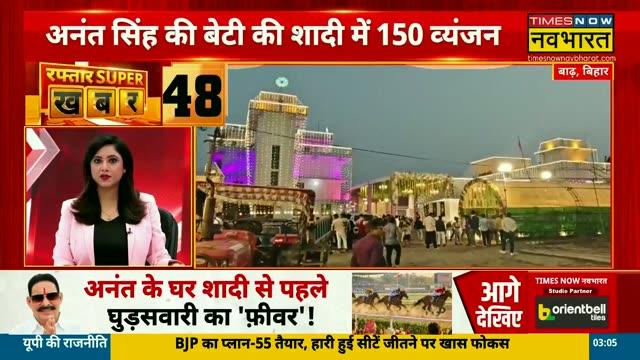 अनंत सिंह की बेटी की शादी में 150 व्यंजन
TIMES NOW
नवभारत
timesnownavbharat.com
रफ्तार SUPER
खबर
48
बाढ़, बिहार
अनंत के घर शादी से पहले
घुड़सवारी का 'फ़ीवर'!
आगे
देखिए
TIMES NOW नवभारत
Studio Partner
orientbell
tiles
यूपी की राजनीति
BJP का प्लान-55 तैयार, हारी हुई सीटें जीतने पर खास फोकस
03:05